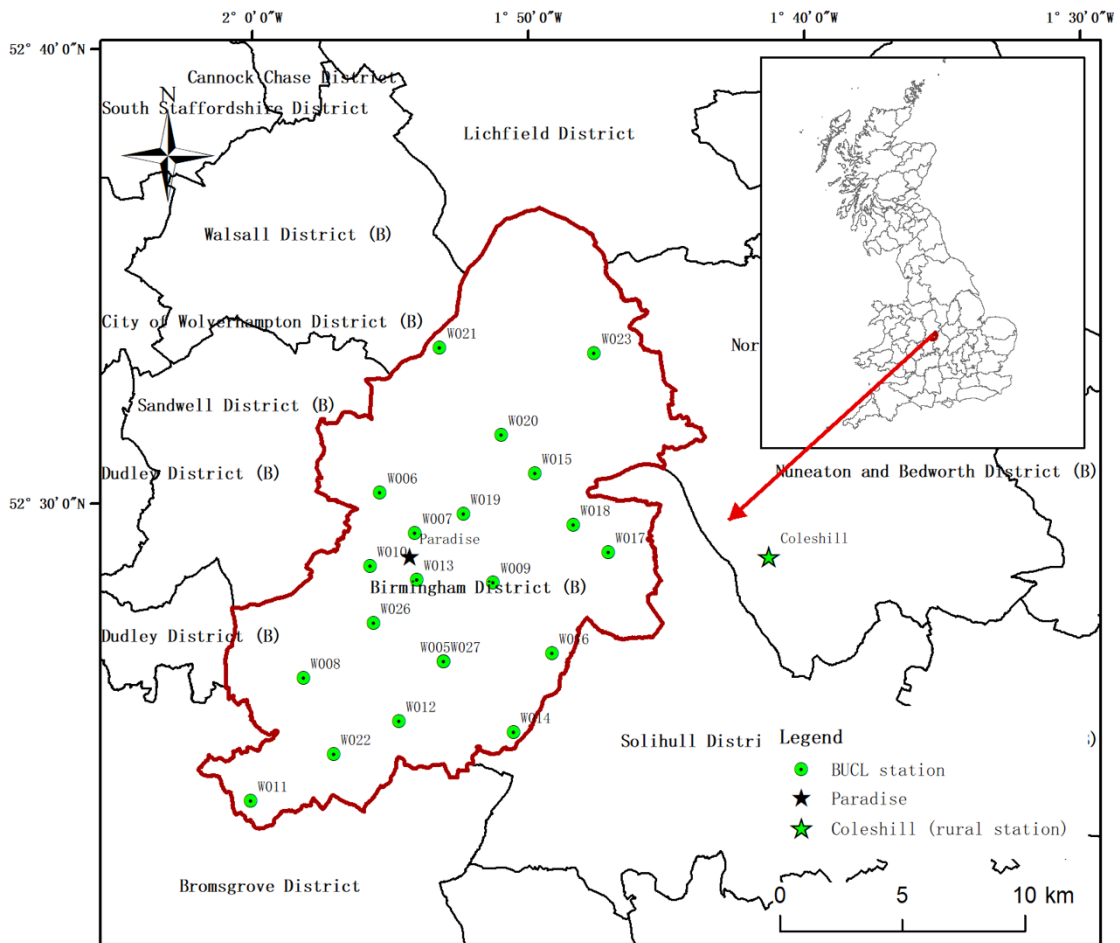 2° 0'0"W
1° 50'0"W
1° 40'0"W
1° 30'0"W
52° 40'0"N
Cannock Chase District
South Staffordshire District
N
Lichfield District
Walsall District (B)
City of Wolverhampton District (B)
W021
W023
Nor
Sandwell District (B)
W020
Dudley District (B)
W015
Nuneaton and Bedworth District (B)
W006
52° 30'0"N
W019
W018
W007
Paradise
W017
Coleshill
W010
W013
W009
Birmingham District (B)
W026
Dudley District (B)
W005W027
W016
W008
W012
W014
Solihull Distri
W022
W011
Bromsgrove District
Legend
BUCL station
Paradise
Coleshill (rural station)
0 5 10 km